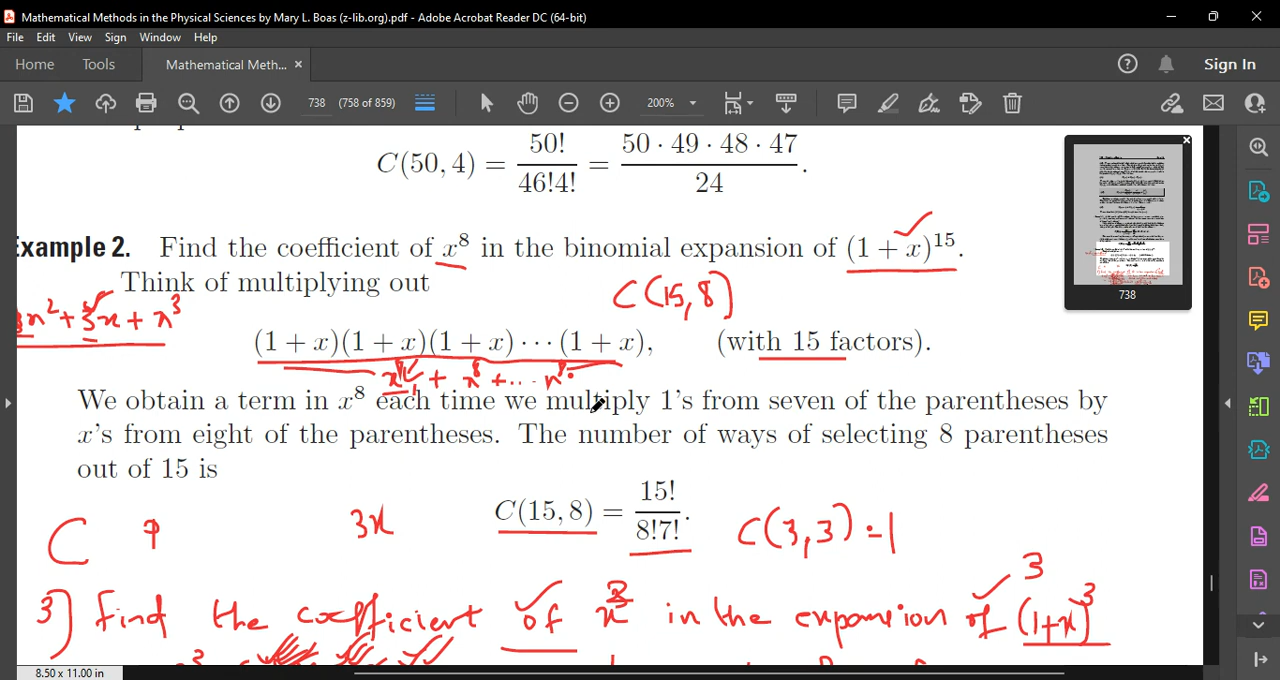 Mathematical Methods in the Physical Sciences by Mary L. Boas (z-lib.org).pdf - Adobe Acrobat Reader DC (64-bit)
File Edit View Sign Window Help
Home Tools Mathematical Meth... ×
Sign In
738 (758 of 859) 200%
C(50, 4) = 50!/46!4! = 50 · 49 · 48 · 47/24.
Example 2. Find the coefficient of x⁸ in the binomial expansion of (1 + x)¹⁵.
Think of multiplying out
C(15,8)
x² + 3x + x³
(1 + x)(1 + x)(1 + x) · · · (1 + x), (with 15 factors).
+ x⁸ + ...
We obtain a term in x⁸ each time we multiply 1's from seven of the parentheses by
x's from eight of the parentheses. The number of ways of selecting 8 parentheses
out of 15 is
C(15, 8) = 15!/8!7!.
C 3x C(3,3) = 1
3
3] Find the coefficient of in the expansion of (1+x)³
738
8.50 x 11.00 in